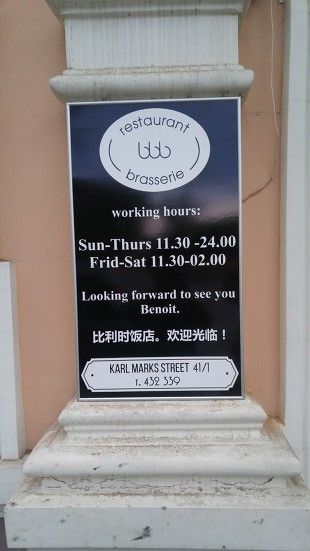 restaurant
bbb
brasserie
working hours:
Sun-Thurs 11.30 -24.00
Frid-Sat 11.30-02.00
Looking forward to see you
Benoit.
比利时饭店。欢迎光临！
KARL MARKS STREET 41/1
т. 432 339